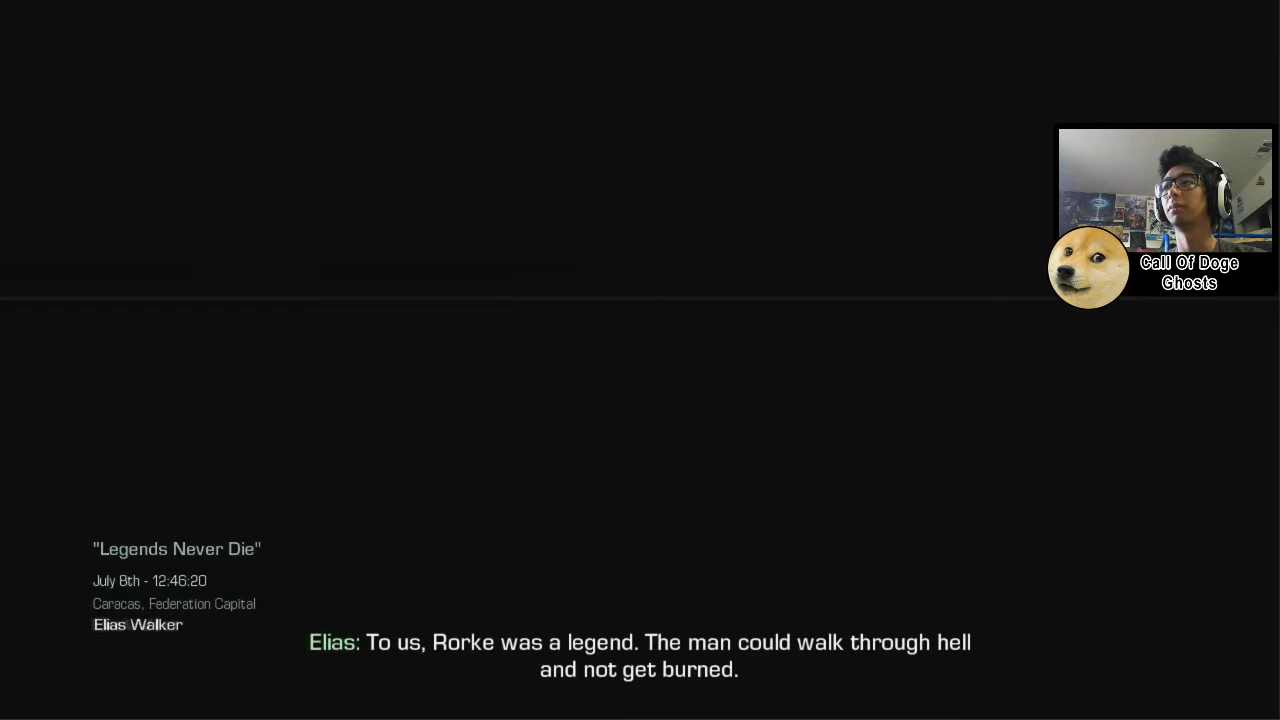 Call Of Doge
Ghosts
"Legends Never Die"
July 8th - 12:46:20
Caracas, Federation Capital
Elias Walker
Elias: To us, Rorke was a legend. The man could walk through hell
and not get burned.